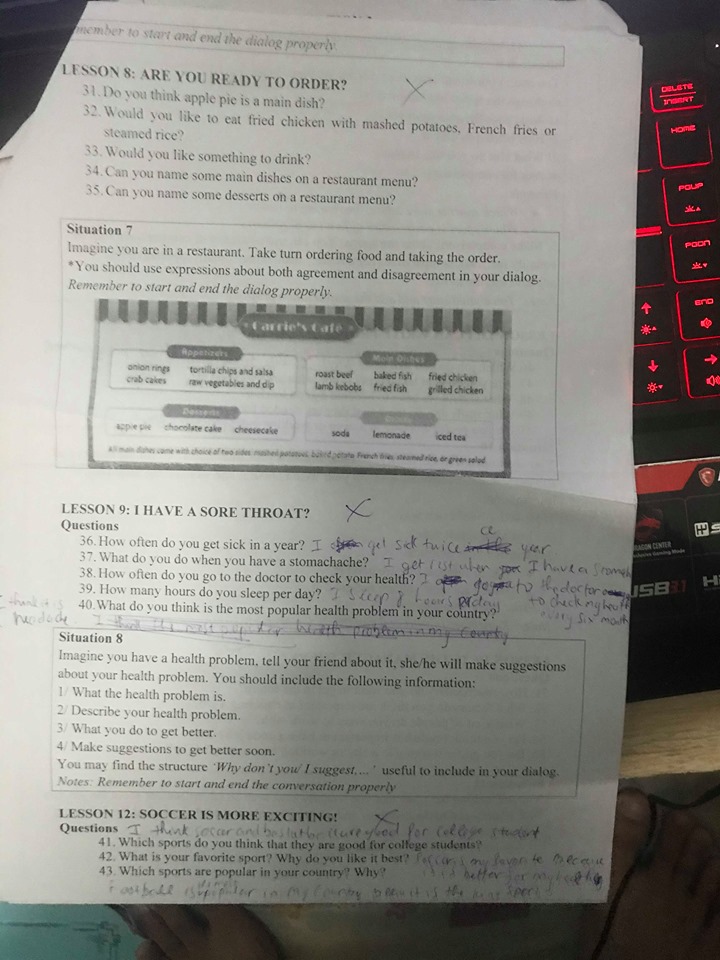 member to start and end the dialog properly.
LESSON 8: ARE YOU READY TO ORDER? X
31. Do you think apple pie is a main dish?
32. Would you like to eat fried chicken with mashed potatoes, French fries or
steamed rice?
33. Would you like something to drink?
34. Can you name some main dishes on a restaurant menu?
35. Can you name some desserts on a restaurant menu?
Situation 7
Imagine you are in a restaurant. Take turn ordering food and taking the order.
*You should use expressions about both agreement and disagreement in your dialog.
Remember to start and end the dialog properly.
Carrie's Cafe
Appetizers
onion rings tortilla chips and salsa
crab cakes raw vegetables and dip
Main Dishes
roast beef baked fish fried chicken
lamb kebobs fried fish grilled chicken
Desserts
apple pie chocolate cake cheesecake
soda lemonade iced tea
All main dishes come with choice of two sides: mashed potatoes, baked potato, French fries, steamed rice, or green salad
LESSON 9: I HAVE A SORE THROAT? X
Questions
36. How often do you get sick in a year? I get sick twice year
37. What do you do when you have a stomachache? I get rest when I have a stomach
38. How often do you go to the doctor to check your health? I go to the doctor
39. How many hours do you sleep per day? I sleep 8 hours per day to check my health
40. What do you think is the most popular health problem in your country? every six month
I think it is
headache
I think the most popular health problem in my country
Situation 8
Imagine you have a health problem, tell your friend about it, she/he will make suggestions
about your health problem. You should include the following information:
1/ What the health problem is.
2/ Describe your health problem.
3/ What you do to get better.
4/ Make suggestions to get better soon.
You may find the structure 'Why don't you/ I suggest....' useful to include in your dialog.
Notes: Remember to start and end the conversation properly
LESSON 12: SOCCER IS MORE EXCITING! X
Questions I think soccer and are good for college student
41. Which sports do you think that they are good for college students?
42. What is your favorite sport? Why do you like it best? my favorite because
43. Which sports are popular in your country? Why? it is better for my
Football is popular in my country it is the
DELETE
INSERT
HOME
PGUP
PGDN
END
DRAGON CENTER
USB3.1